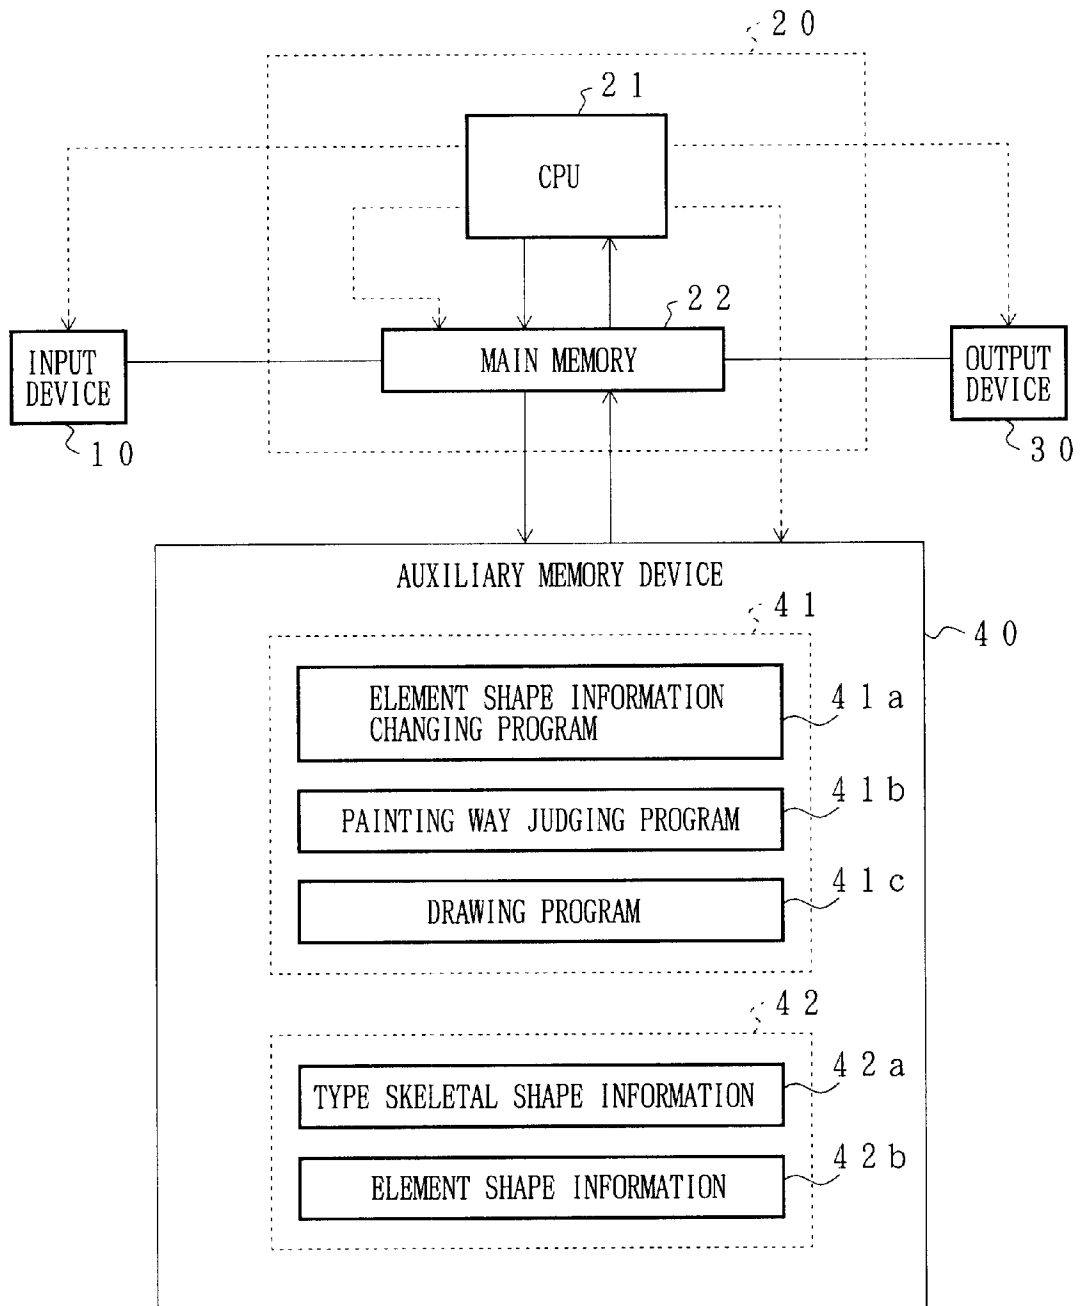 20
21
CPU
22
INPUT
DEVICE
MAIN MEMORY
OUTPUT
DEVICE
10
30
AUXILIARY MEMORY DEVICE
41
40
ELEMENT SHAPE INFORMATION
CHANGING PROGRAM
41a
PAINTING WAY JUDGING PROGRAM
41b
DRAWING PROGRAM
41c
42
TYPE SKELETAL SHAPE INFORMATION
42a
ELEMENT SHAPE INFORMATION
42b